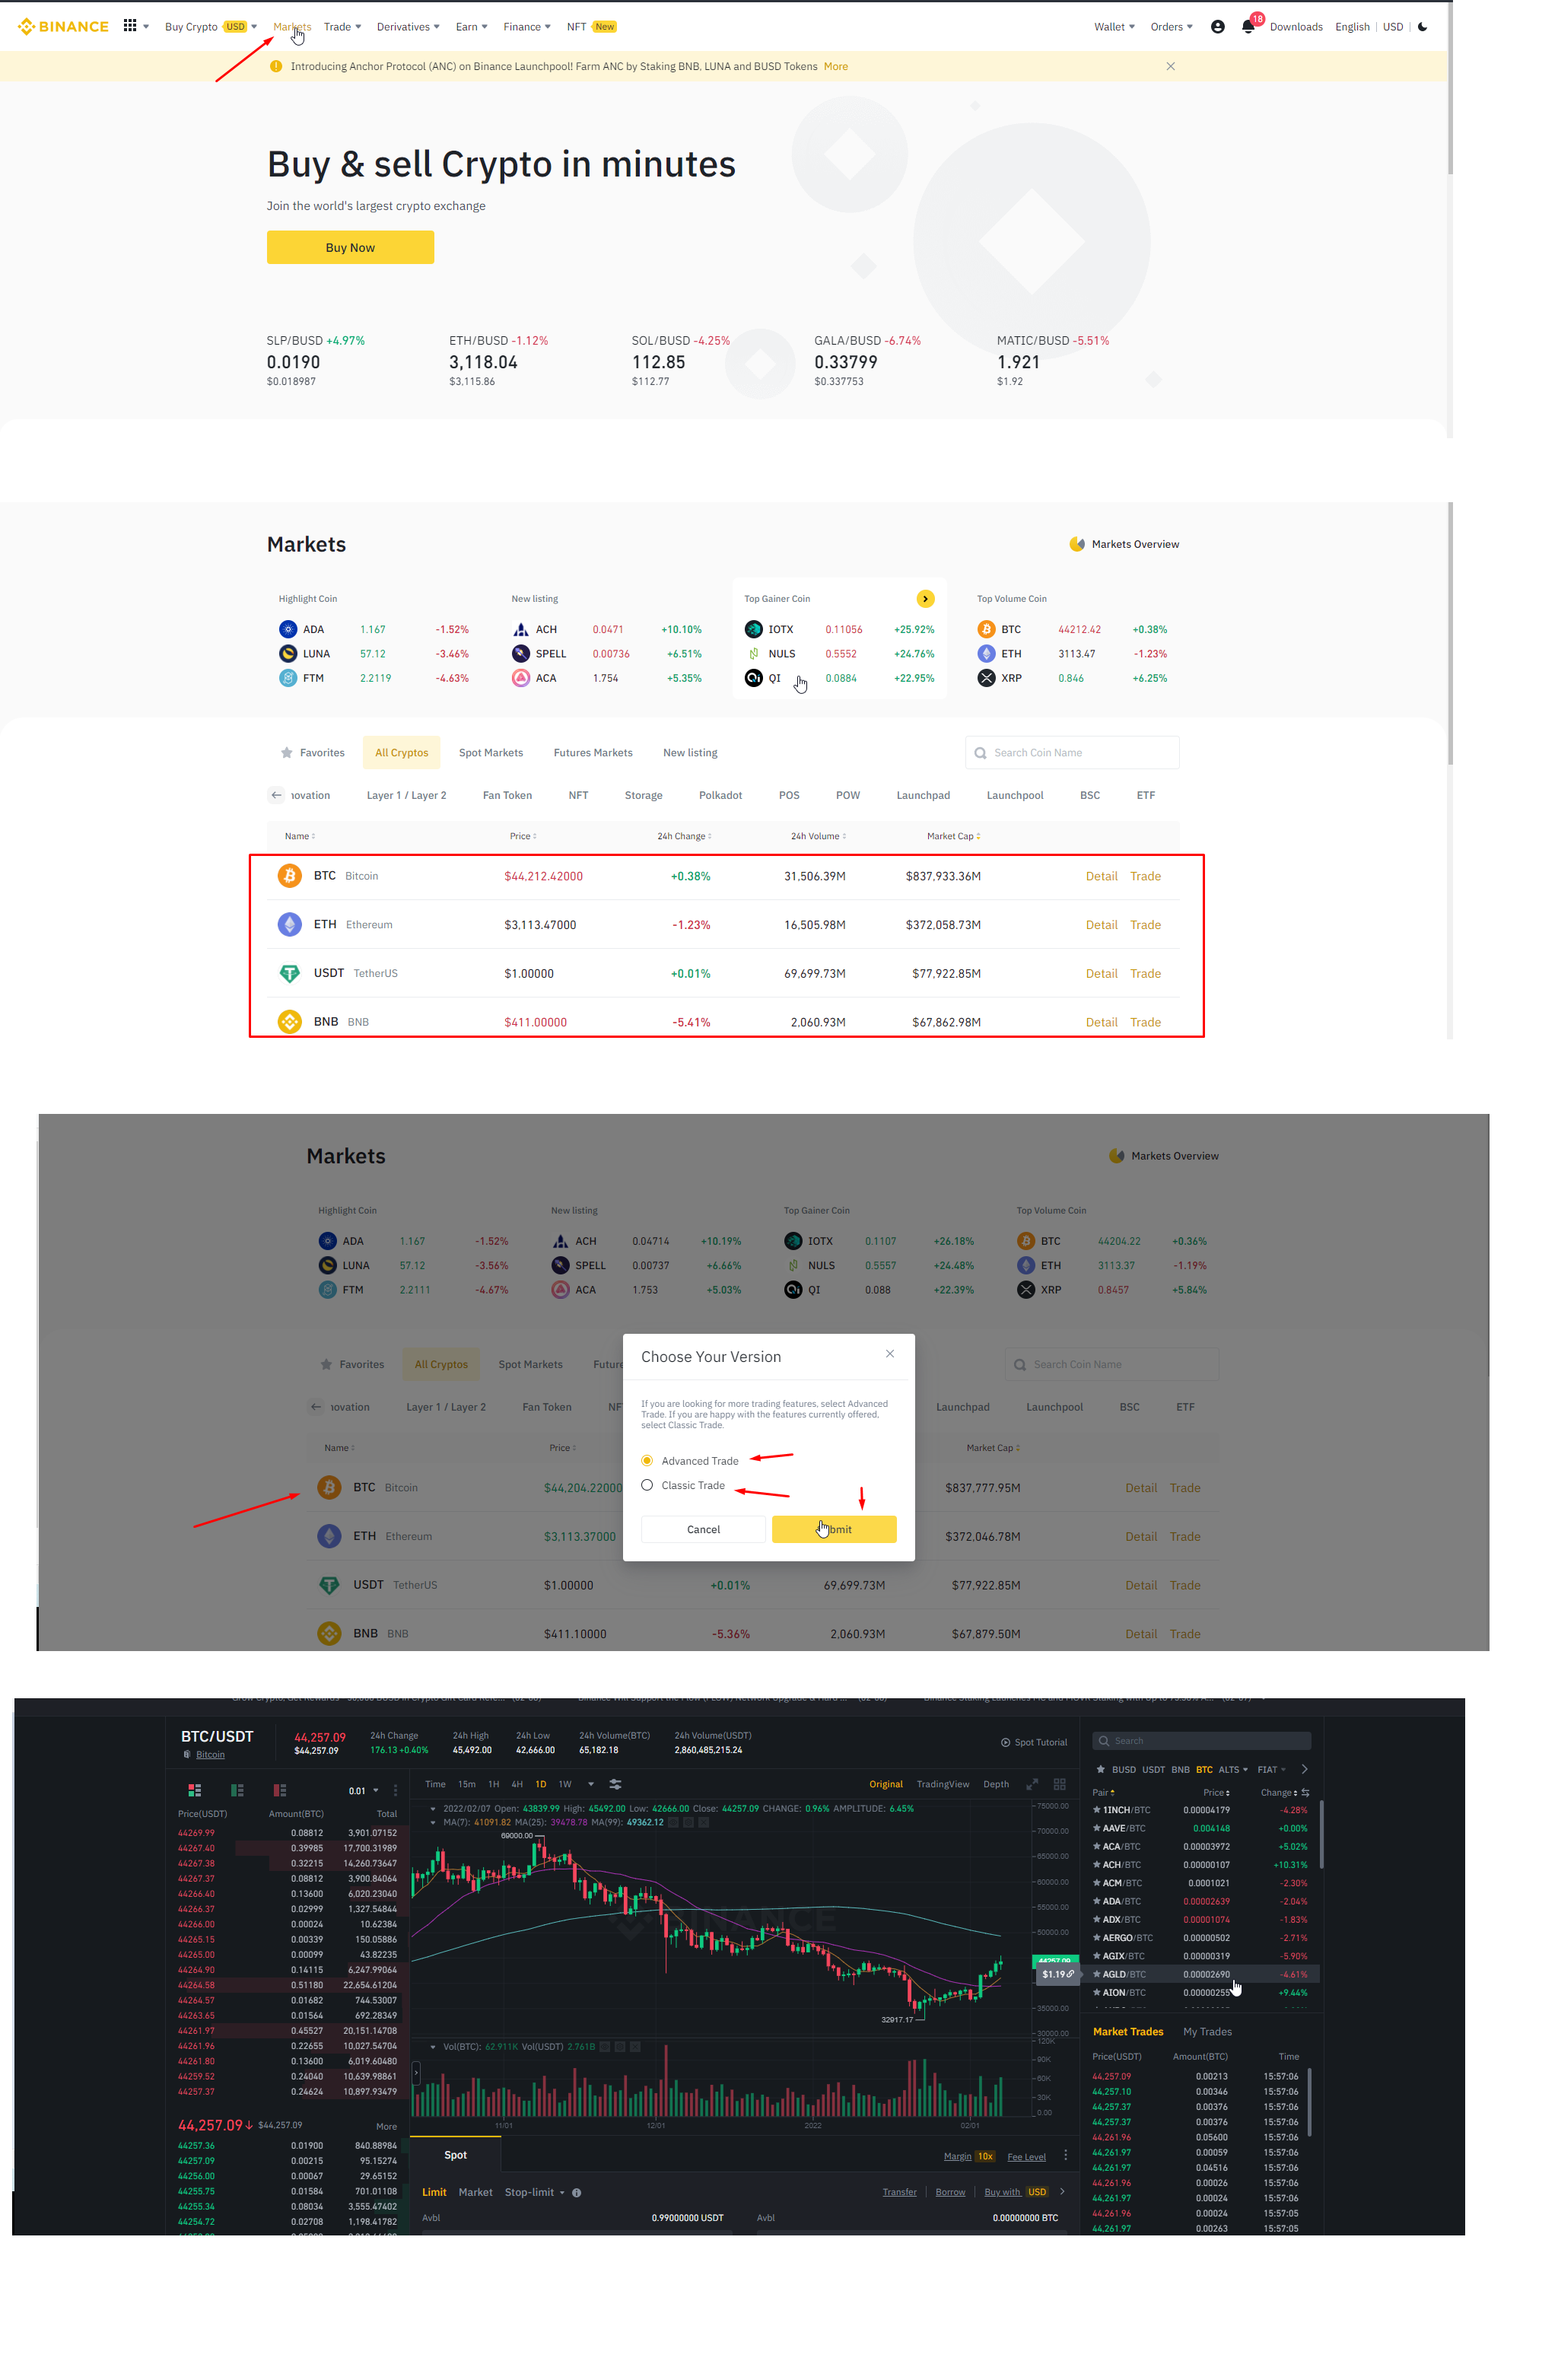 BINANCE Buy Crypto USD Markets Trade Derivatives Earn Finance NFT New Wallet Orders 18 Downloads English USD
Introducing Anchor Protocol (ANC) on Binance Launchpool! Farm ANC by Staking BNB, LUNA and BUSD Tokens More
Buy & sell Crypto in minutes
Join the world's largest crypto exchange
Buy Now
SLP/BUSD +4.97% ETH/BUSD -1.12% SOL/BUSD -4.25% GALA/BUSD -6.74% MATIC/BUSD -5.51%
0.0190 3,118.04 112.85 0.33799 1.921
$0.018987 $3,115.86 $112.77 $0.337753 $1.92
Markets Markets Overview
Highlight Coin New listing Top Gainer Coin Top Volume Coin
ADA 1.167 -1.52% ACH 0.0471 +10.10% IOTX 0.11056 +25.92% BTC 44212.42 +0.38%
LUNA 57.12 -3.46% SPELL 0.00736 +6.51% NULS 0.5552 +24.76% ETH 3113.47 -1.23%
FTM 2.2119 -4.63% ACA 1.754 +5.35% QI 0.0884 +22.95% XRP 0.846 +6.25%
Favorites All Cryptos Spot Markets Futures Markets New listing Search Coin Name
ovation Layer 1 / Layer 2 Fan Token NFT Storage Polkadot POS POW Launchpad Launchpool BSC ETF
Name Price 24h Change 24h Volume Market Cap
BTC Bitcoin $44,212.42000 +0.38% 31,506.39M $837,933.36M Detail Trade
ETH Ethereum $3,113.47000 -1.23% 16,505.98M $372,058.73M Detail Trade
USDT TetherUS $1.00000 +0.01% 69,699.73M $77,922.85M Detail Trade
BNB BNB $411.00000 -5.41% 2,060.93M $67,862.98M Detail Trade
Markets Markets Overview
Highlight Coin New listing Top Gainer Coin Top Volume Coin
ADA 1.167 -1.52% ACH 0.04714 +10.19% IOTX 0.1107 +26.18% BTC 44204.22 +0.36%
LUNA 57.12 -3.56% SPELL 0.00737 +6.66% NULS 0.5557 +24.48% ETH 3113.37 -1.19%
FTM 2.2111 -4.67% ACA 1.753 +5.03% QI 0.088 +22.39% XRP 0.8457 +5.84%
Favorites All Cryptos Spot Markets Future Search Coin Name
ovation Layer 1 / Layer 2 Fan Token NF Launchpad Launchpool BSC ETF
Name Price Market Cap
BTC Bitcoin $44,204.22000 $837,777.95M Detail Trade
ETH Ethereum $3,113.37000 $372,046.78M Detail Trade
USDT TetherUS $1.00000 +0.01% 69,699.73M $77,922.85M Detail Trade
BNB BNB $411.10000 -5.36% 2,060.93M $67,879.50M Detail Trade
Choose Your Version
If you are looking for more trading features, select Advanced
Trade. If you are happy with the features currently offered,
select Classic Trade.
Advanced Trade
Classic Trade
Cancel bmit
BTC/USDT
Bitcoin
44,257.09
$44,257.09
24h Change 24h High 24h Low 24h Volume(BTC) 24h Volume(USDT)
176.13 +0.40% 45,492.00 42,666.00 65,182.18 2,860,485,215.24
Spot Tutorial
0.01
Price(USDT) Amount(BTC) Total
44269.99 0.08812 3,901.07152
44267.40 0.39985 17,700.31989
44267.38 0.32215 14,260.73647
44267.37 0.08812 3,900.84064
44266.40 0.13600 6,020.23040
44266.37 0.02999 1,327.54844
44266.00 0.00024 10.62384
44265.15 0.00339 150.05886
44265.00 0.00099 43.82235
44264.90 0.14115 6,247.99064
44264.58 0.51180 22,654.61204
44264.57 0.01682 744.53007
44263.65 0.01564 692.28349
44261.97 0.45527 20,151.14708
44261.96 0.22655 10,027.54704
44261.80 0.13600 6,019.60480
44259.52 0.24040 10,639.98861
44257.37 0.24624 10,897.93479
44,257.09 $44,257.09 More
44257.36 0.01900 840.88984
44257.09 0.00215 95.15274
44256.00 0.00067 29.65152
44255.75 0.01584 701.01108
44255.34 0.08034 3,555.47402
44254.72 0.02708 1,198.41782
Time 15m 1H 4H 1D 1W Original TradingView Depth
2022/02/07 Open: 43839.99 High: 45492.00 Low: 42666.00 Close: 44257.09 CHANGE: 0.96% AMPLITUDE: 6.45%
MA(7): 41091.82 MA(25): 39478.78 MA(99): 49362.12
69000.00
32917.17
75000.00
70000.00
65000.00
60000.00
55000.00
50000.00
44257.09
$1.19
35000.00
30000.00
Vol(BTC): 62.911K Vol(USDT) 2.761B
120K
90K
60K
30K
0.00
11/01 12/01 2022 02/01
BINANCE
Spot Margin 10x Fee Level
Limit Market Stop-limit Transfer Borrow Buy with USD
Avbl 0.99000000 USDT Avbl 0.00000000 BTC
Search
BUSD USDT BNB BTC ALTS FIAT
Pair Price Change
1INCH/BTC 0.00004179 -4.28%
AAVE/BTC 0.004148 +0.00%
ACA/BTC 0.00003972 +5.02%
ACH/BTC 0.00000107 +10.31%
ACM/BTC 0.0001021 -2.30%
ADA/BTC 0.00002639 -2.04%
ADX/BTC 0.00001074 -1.83%
AERGO/BTC 0.00000502 -2.71%
AGIX/BTC 0.00000319 -5.90%
AGLD/BTC 0.00002690 -4.61%
AION/BTC 0.00000255 +9.44%
Market Trades My Trades
Price(USDT) Amount(BTC) Time
44,257.09 0.00213 15:57:06
44,257.10 0.00346 15:57:06
44,257.37 0.00376 15:57:06
44,257.37 0.00376 15:57:06
44,261.96 0.05600 15:57:06
44,261.97 0.00059 15:57:06
44,261.97 0.04516 15:57:06
44,261.96 0.00026 15:57:06
44,261.97 0.00024 15:57:06
44,261.96 0.00024 15:57:05
44,261.97 0.00263 15:57:05